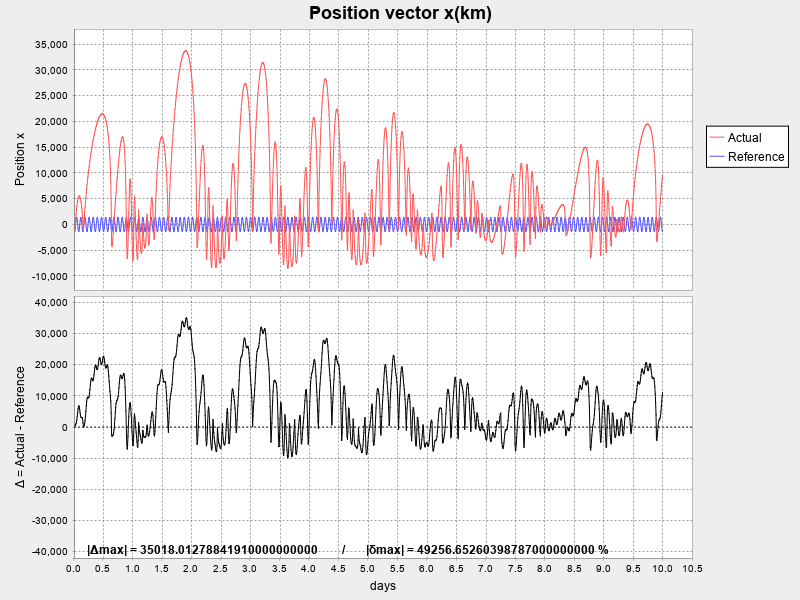 Position vector x(km)
35,000
30,000
25,000
20,000
15,000
10,000
5,000
0
-5,000
-10,000
Position x
Actual
Reference
40,000
30,000
20,000
10,000
0
-10,000
-20,000
-30,000
-40,000
Δ = Actual - Reference
|Δmax| = 35018.01278841910000000000 / |δmax| = 49256.65260398787000000000 %
0.0 0.5 1.0 1.5 2.0 2.5 3.0 3.5 4.0 4.5 5.0 5.5 6.0 6.5 7.0 7.5 8.0 8.5 9.0 9.5 10.0 10.5
days